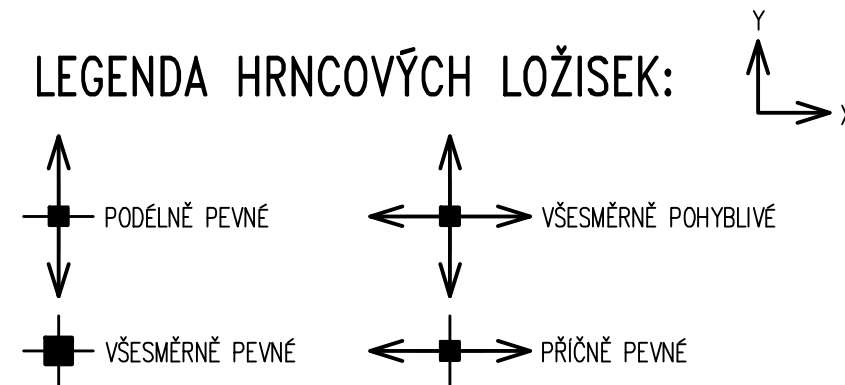 Y
LEGENDA HRNCOVÝCH LOŽISEK:
X
PODÉLNĚ PEVNÉ
VŠESMĚRNĚ POHYBLIVÉ
VŠESMĚRNĚ PEVNÉ
PŘÍČNĚ PEVNÉ